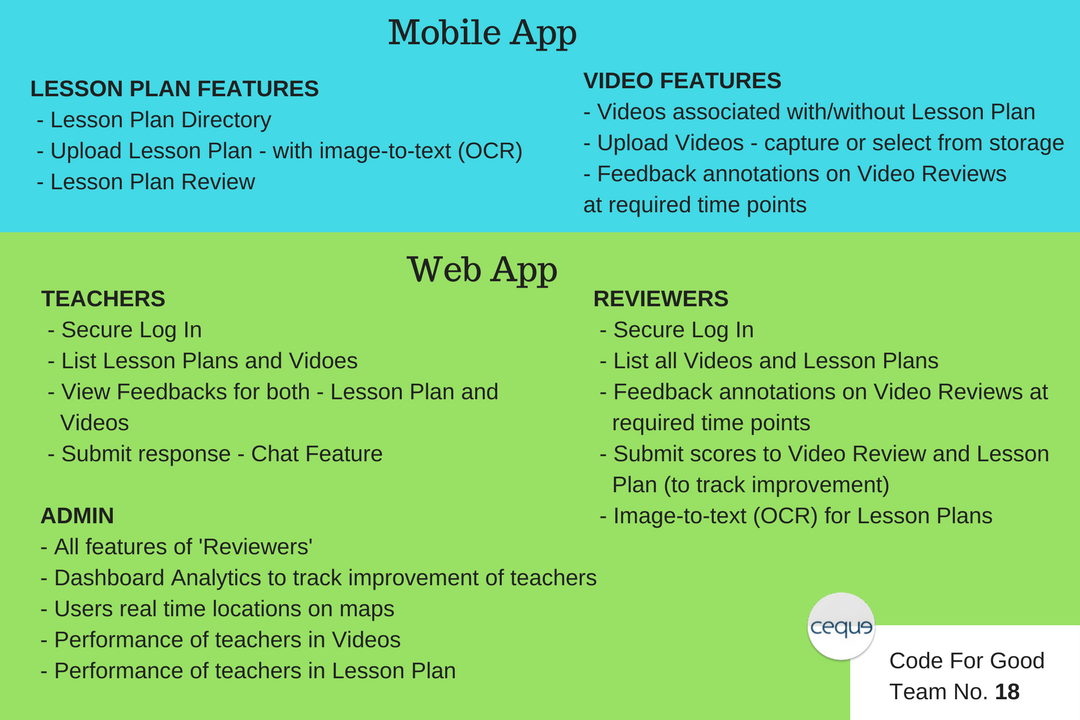 Mobile App
LESSON PLAN FEATURES
- Lesson Plan Directory
- Upload Lesson Plan - with image-to-text (OCR)
- Lesson Plan Review
VIDEO FEATURES
- Videos associated with/without Lesson Plan
- Upload Videos - capture or select from storage
- Feedback annotations on Video Reviews
at required time points
Web App
TEACHERS
- Secure Log In
- List Lesson Plans and Vidoes
- View Feedbacks for both - Lesson Plan and
Videos
- Submit response - Chat Feature
ADMIN
- All features of 'Reviewers'
- Dashboard Analytics to track improvement of teachers
- Users real time locations on maps
- Performance of teachers in Videos
- Performance of teachers in Lesson Plan
REVIEWERS
- Secure Log In
- List all Videos and Lesson Plans
- Feedback annotations on Video Reviews at
required time points
- Submit scores to Video Review and Lesson
Plan (to track improvement)
- Image-to-text (OCR) for Lesson Plans
ceque
Code For Good
Team No. 18